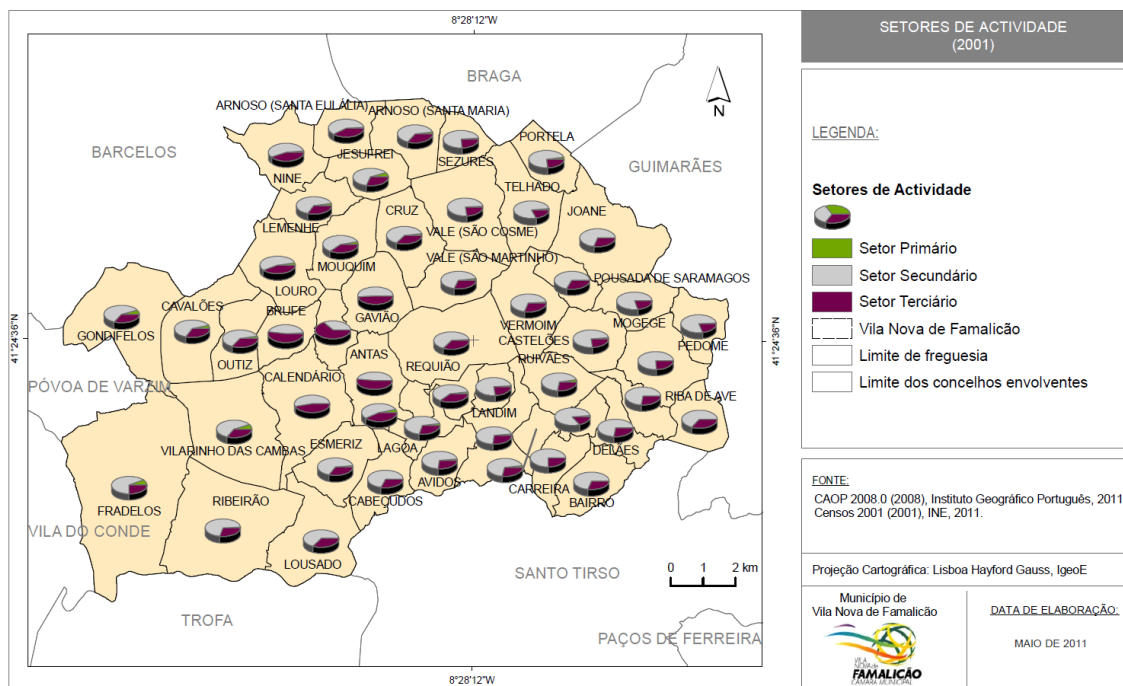 8°28'12"W
SETORES DE ACTIVIDADE
(2001)
BRAGA
N
ARNOSO (SANTA EULÁLIA)
ARNOSO (SANTA MARIA)
PORTELA
LEGENDA:
BARCELOS
JESUFREI
SEZURES
GUIMARÃES
NINE
TELHADO
Setores de Actividade
CRUZ
JOANE
LEMENHE
VALE (SÃO COSME)
Setor Primário
MOUQUIM
VALE (SÃO MARTINHO)
Setor Secundário
LOURO
POUSADA DE SARAMAGOS
Setor Terciário
CAVALÕES
BRUFE
GAVIÃO
VERMOIM
MOGEGE
Vila Nova de Famalicão
GONDIFELOS
41°24'36"N
41°24'36"N
OUTIZ
ANTAS
REQUIÃO
CASTELÕES
PEDOME
Limite de freguesia
RUIVÃES
PÓVOA DE VARZIM
CALENDÁRIO
Limite dos concelhos envolventes
LANDIM
RIBA DE AVE
VILARINHO DAS CAMBAS
ESMERIZ
LAGOA
DELÃES
FONTE:
AVIDOS
CARREIRA
CAOP 2008.0 (2008), Instituto Geográfico Português, 2011
Censos 2001 (2001), INE, 2011.
FRADELOS
RIBEIRÃO
CABEÇUDOS
BAIRRO
VILA DO CONDE
LOUSADO
SANTO TIRSO
0 1 2 km
Projeção Cartográfica: Lisboa Hayford Gauss, IgeoE
TROFA
Município de
Vila Nova de Famalicão
DATA DE ELABORAÇÃO:
PAÇOS DE FERREIRA
MAIO DE 2011
VILA
NOVA DE
FAMALICÃO
CÂMARA MUNICIPAL
8°28'12"W